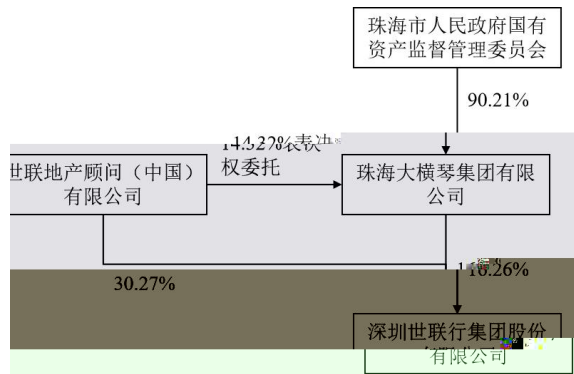 珠海市人民政府国有
资产监督管理委员会
90.21%
权委托
世联地产顾问（中国）
有限公司
珠海大横琴集团有限
公司
30.27%
16.26%
深圳世联行集团股份
有限公司